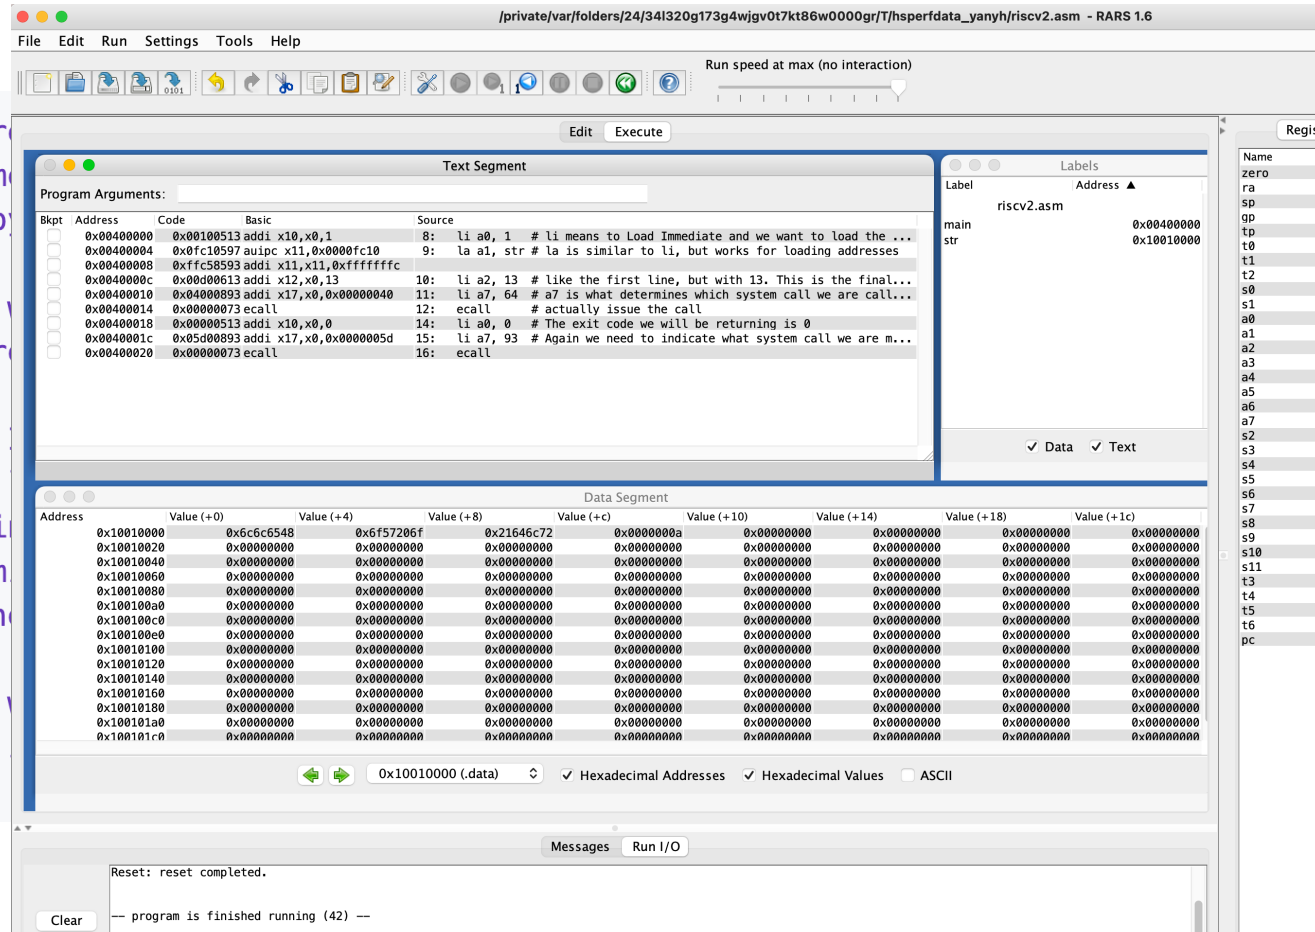 /private/var/folders/24/34l320g173g4wjgv0t7kt86w0000gr/T/hsperfdata_yanyh/riscv2.asm - RARS 1.6
File Edit Run Settings Tools Help
Run speed at max (no interaction)
Edit Execute
Text Segment
Program Arguments:
Bkpt Address Code Basic Source
0x00400000 0x00100513 addi x10,x0,1 8: li a0, 1 # li means to Load Immediate and we want to load the ...
0x00400004 0x0fc10597 auipc x11,0x0000fc10 9: la a1, str # la is similar to li, but works for loading addresses
0x00400008 0xffc58593 addi x11,x11,0xfffffffc
0x0040000c 0x00d00613 addi x12,x0,13 10: li a2, 13 # like the first line, but with 13. This is the final...
0x00400010 0x04000893 addi x17,x0,0x00000040 11: li a7, 64 # a7 is what determines which system call we are call...
0x00400014 0x00000073 ecall 12: ecall # actually issue the call
0x00400018 0x00000513 addi x10,x0,0 14: li a0, 0 # The exit code we will be returning is 0
0x0040001c 0x05d00893 addi x17,x0,0x0000005d 15: li a7, 93 # Again we need to indicate what system call we are m...
0x00400020 0x00000073 ecall 16: ecall
Labels
Label Address ▲
riscv2.asm
main 0x00400000
str 0x10010000
Data Text
Data Segment
Address Value (+0) Value (+4) Value (+8) Value (+c) Value (+10) Value (+14) Value (+18) Value (+1c)
0x10010000 0x6c6c6548 0x6f57206f 0x21646c72 0x0000000a 0x00000000 0x00000000 0x00000000 0x00000000
0x10010020 0x00000000 0x00000000 0x00000000 0x00000000 0x00000000 0x00000000 0x00000000 0x00000000
0x10010040 0x00000000 0x00000000 0x00000000 0x00000000 0x00000000 0x00000000 0x00000000 0x00000000
0x10010060 0x00000000 0x00000000 0x00000000 0x00000000 0x00000000 0x00000000 0x00000000 0x00000000
0x10010080 0x00000000 0x00000000 0x00000000 0x00000000 0x00000000 0x00000000 0x00000000 0x00000000
0x100100a0 0x00000000 0x00000000 0x00000000 0x00000000 0x00000000 0x00000000 0x00000000 0x00000000
0x100100c0 0x00000000 0x00000000 0x00000000 0x00000000 0x00000000 0x00000000 0x00000000 0x00000000
0x100100e0 0x00000000 0x00000000 0x00000000 0x00000000 0x00000000 0x00000000 0x00000000 0x00000000
0x10010100 0x00000000 0x00000000 0x00000000 0x00000000 0x00000000 0x00000000 0x00000000 0x00000000
0x10010120 0x00000000 0x00000000 0x00000000 0x00000000 0x00000000 0x00000000 0x00000000 0x00000000
0x10010140 0x00000000 0x00000000 0x00000000 0x00000000 0x00000000 0x00000000 0x00000000 0x00000000
0x10010160 0x00000000 0x00000000 0x00000000 0x00000000 0x00000000 0x00000000 0x00000000 0x00000000
0x10010180 0x00000000 0x00000000 0x00000000 0x00000000 0x00000000 0x00000000 0x00000000 0x00000000
0x100101a0 0x00000000 0x00000000 0x00000000 0x00000000 0x00000000 0x00000000 0x00000000 0x00000000
0x100101c0 0x00000000 0x00000000 0x00000000 0x00000000 0x00000000 0x00000000 0x00000000 0x00000000
0x10010000 (.data) Hexadecimal Addresses Hexadecimal Values ASCII
Messages Run I/O
Reset: reset completed.
-- program is finished running (42) --
Clear
Name
zero
ra
sp
gp
tp
t0
t1
t2
s0
s1
a0
a1
a2
a3
a4
a5
a6
a7
s2
s3
s4
s5
s6
s7
s8
s9
s10
s11
t3
t4
t5
t6
pc